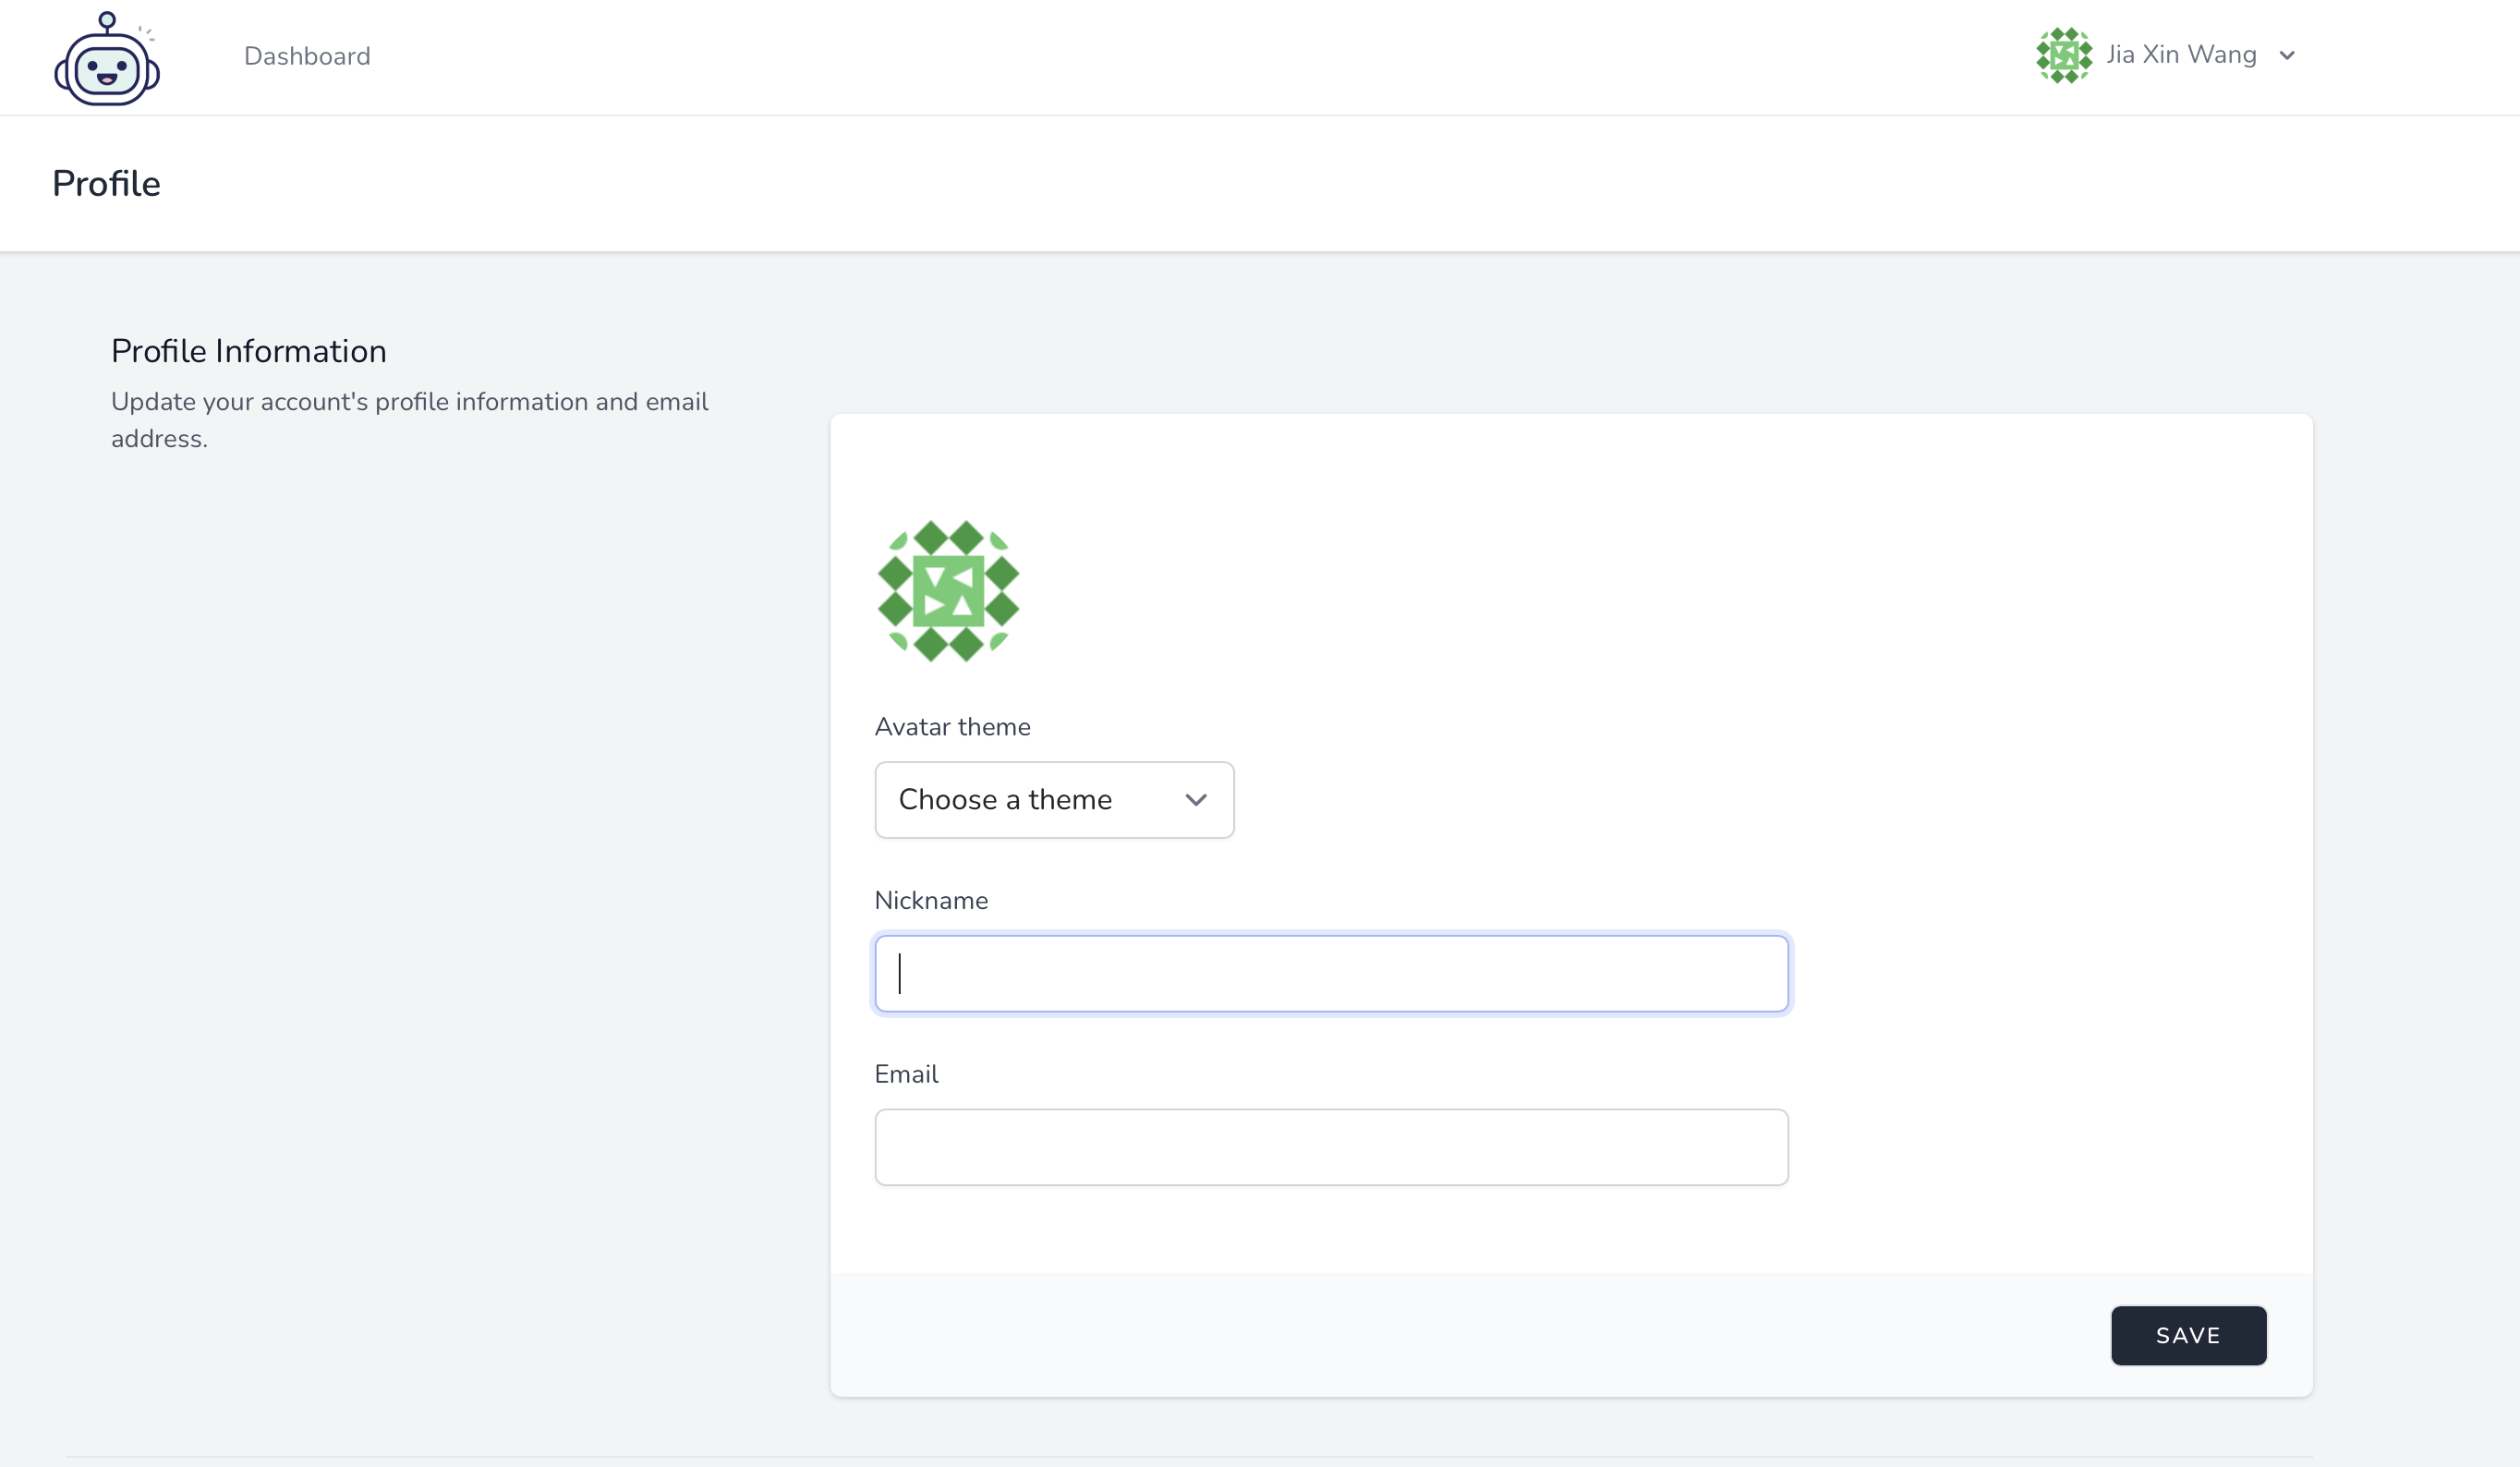 Dashboard
Jia Xin Wang
Profile
Profile Information
Update your account's profile information and email
address.
Avatar theme
Choose a theme
Nickname
Email
SAVE